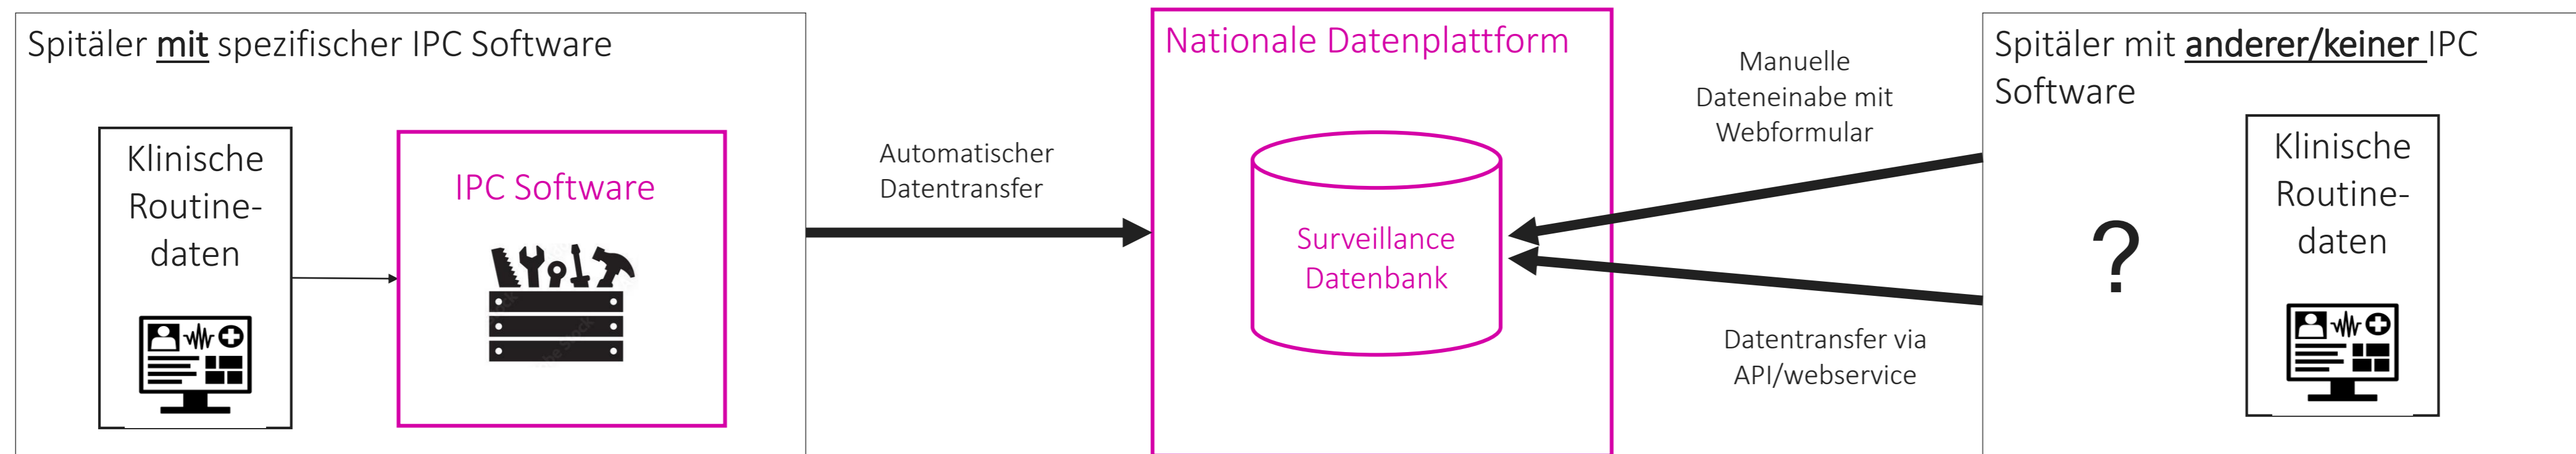 Spitäler mit spezifischer IPC Software
Klinische
Routine-
daten
IPC Software
Automatischer
Datentransfer
Nationale Datenplattform
Surveillance
Datenbank
Manuelle
Dateneinabe mit
Webformular
Datentransfer via
API/webservice
Spitäler mit anderer/keiner IPC
Software
?
Klinische
Routine-
daten